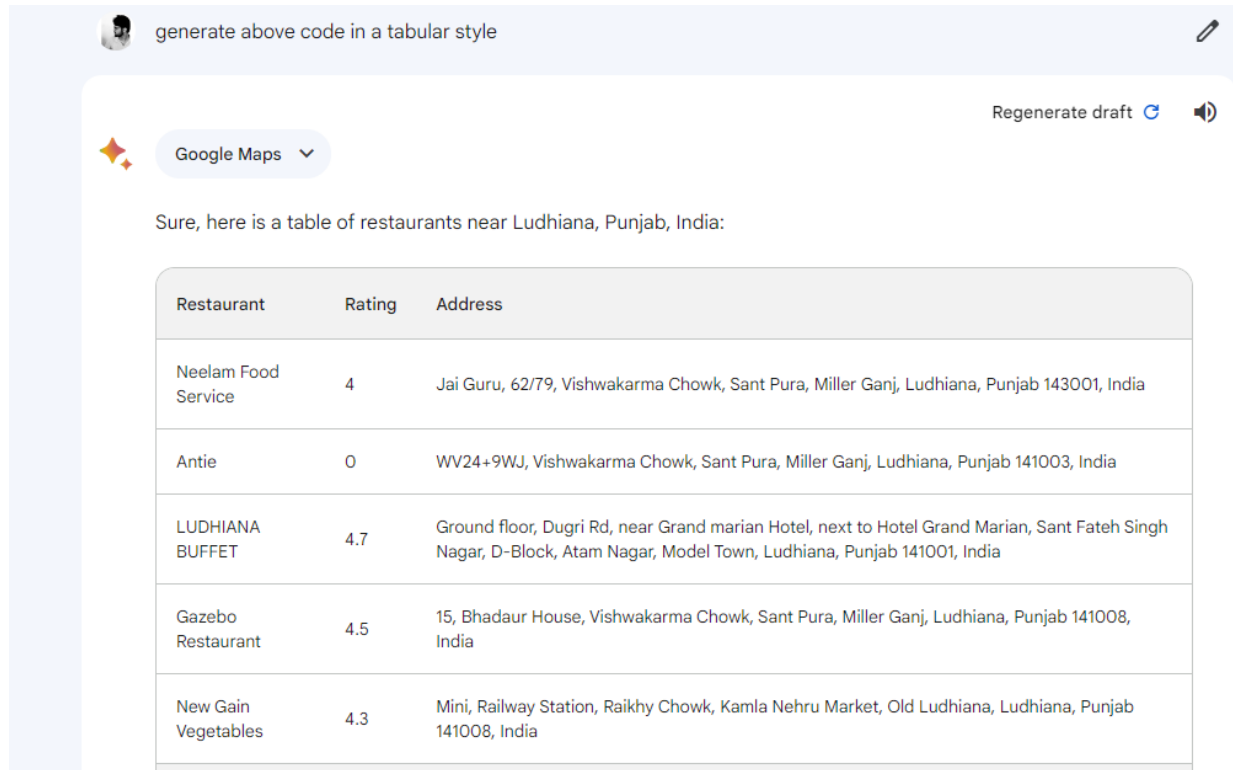 generate above code in a tabular style
Regenerate draft
Google Maps
Sure, here is a table of restaurants near Ludhiana, Punjab, India:
Restaurant Rating Address
Neelam Food
Service
4
Jai Guru, 62/79, Vishwakarma Chowk, Sant Pura, Miller Ganj, Ludhiana, Punjab 143001, India
Antie 0 WV24+9WJ, Vishwakarma Chowk, Sant Pura, Miller Ganj, Ludhiana, Punjab 141003, India
LUDHIANA
BUFFET
4.7
Ground floor, Dugri Rd, near Grand marian Hotel, next to Hotel Grand Marian, Sant Fateh Singh
Nagar, D-Block, Atam Nagar, Model Town, Ludhiana, Punjab 141001, India
Gazebo
Restaurant
4.5
15, Bhadaur House, Vishwakarma Chowk, Sant Pura, Miller Ganj, Ludhiana, Punjab 141008,
India
New Gain
Vegetables
4.3
Mini, Railway Station, Raikhy Chowk, Kamla Nehru Market, Old Ludhiana, Ludhiana, Punjab
141008, India